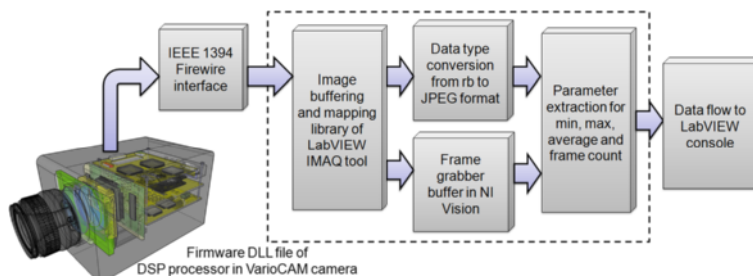 IEEE 1394
Firewire
interface
Image
buffering
and mapping
library of
LabVIEW
IMAQ tool
Data type
conversion
from rb to
JPEG format
Frame
grabber
buffer in NI
Vision
Parameter
extraction for
min, max,
average and
frame count
Data flow to
LabVIEW
console
Firmware DLL file of
DSP processor in VarioCAM camera